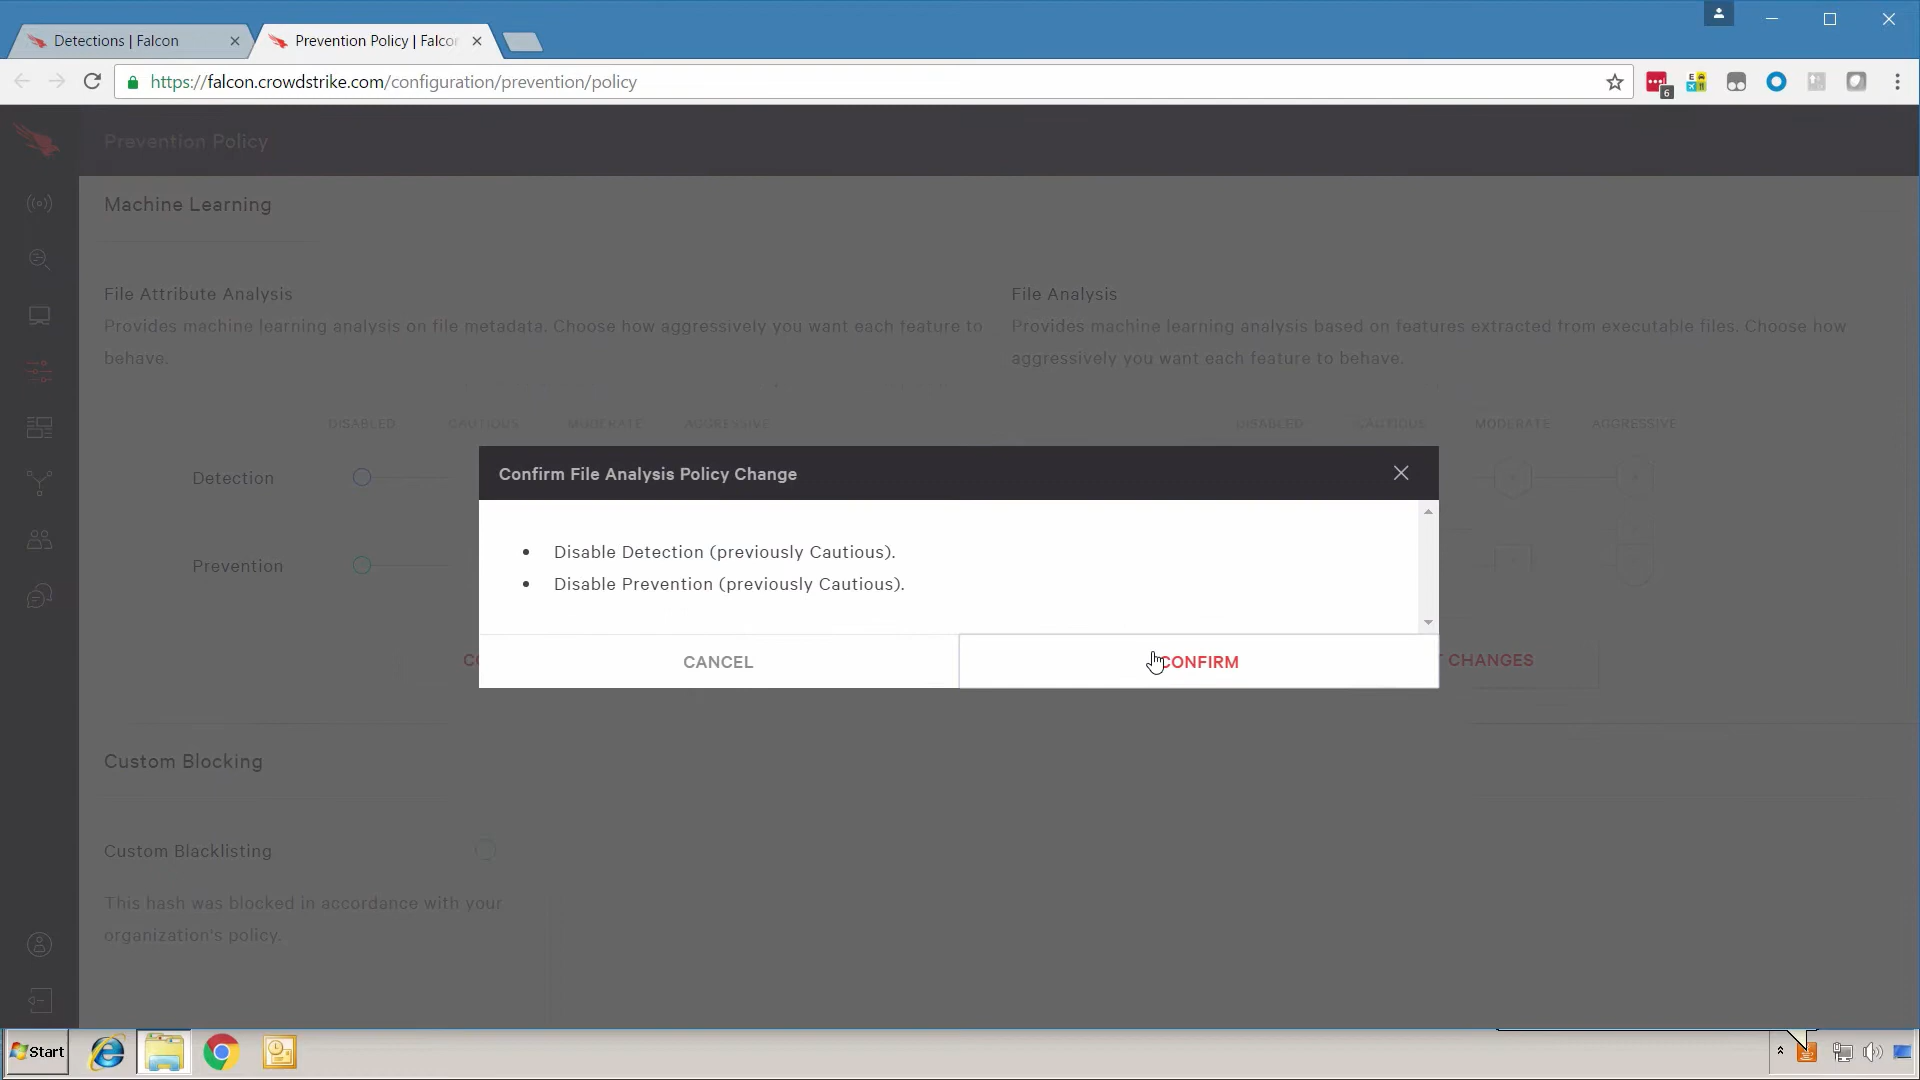 Detections | Falcon
Prevention Policy | Falcon
https://falcon.crowdstrike.com/configuration/prevention/policy
6
Prevention Policy
Machine Learning
File Attribute Analysis
Provides machine learning analysis on file metadata. Choose how aggressively you want each feature to
behave.
File Analysis
Provides machine learning analysis based on features extracted from executable files. Choose how
aggressively you want each feature to behave.
DISABLED CAUTIOUS MODERATE AGGRESSIVE
DISABLED CAUTIOUS MODERATE AGGRESSIVE
Detection
Prevention
Confirm File Analysis Policy Change
• Disable Detection (previously Cautious).
• Disable Prevention (previously Cautious).
CANCEL
CONFIRM
CHANGES
Custom Blocking
Custom Blacklisting
This hash was blocked in accordance with your
organization's policy.
Start